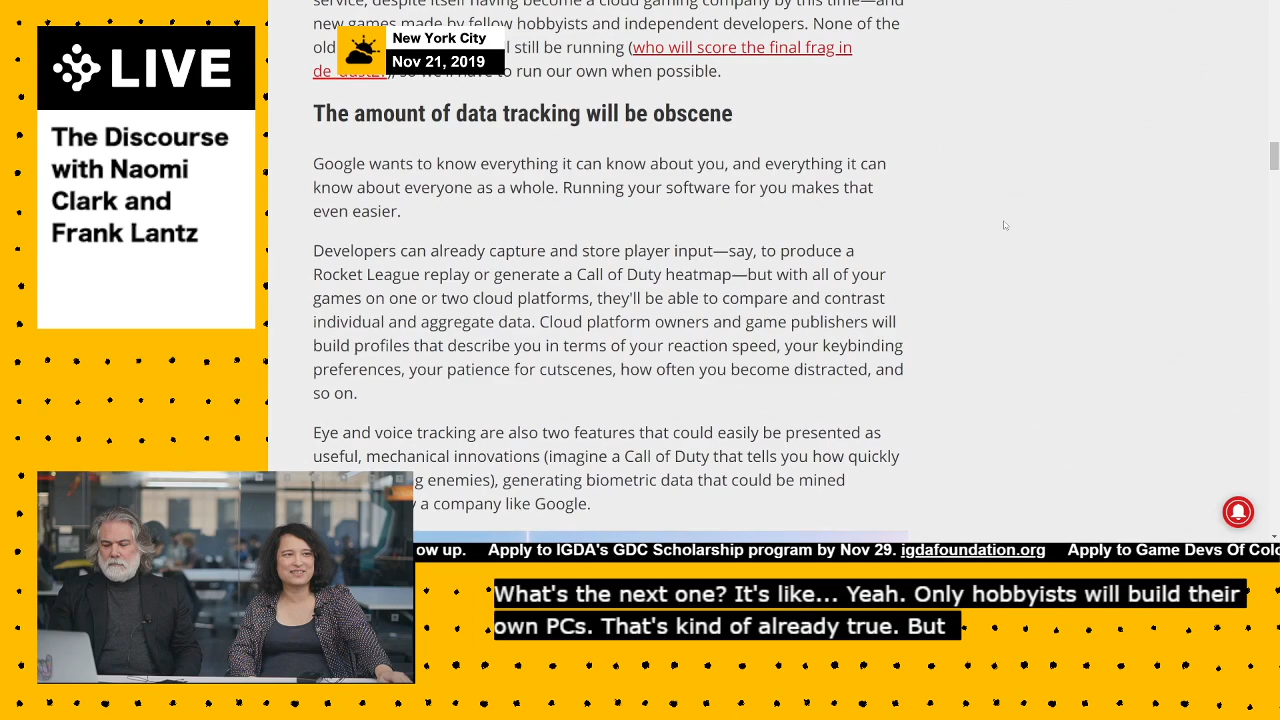 LIVE
The Discourse
with Naomi
Clark and
Frank Lantz
New York City
Nov 21, 2019
service, despite itself having become a cloud gaming company by this time—and
new games made by fellow hobbyists and independent developers. None of the
old l still be running (who will score the final frag in
to run our own when possible.
The amount of data tracking will be obscene
Google wants to know everything it can know about you, and everything it can
know about everyone as a whole. Running your software for you makes that
even easier.
Developers can already capture and store player input—say, to produce a
Rocket League replay or generate a Call of Duty heatmap—but with all of your
games on one or two cloud platforms, they'll be able to compare and contrast
individual and aggregate data. Cloud platform owners and game publishers will
build profiles that describe you in terms of your reaction speed, your keybinding
preferences, your patience for cutscenes, how often you become distracted, and
so on.
Eye and voice tracking are also two features that could easily be presented as
useful, mechanical innovations (imagine a Call of Duty that tells you how quickly
g enemies), generating biometric data that could be mined
a company like Google.
ow up. Apply to IGDA's GDC Scholarship program by Nov 29. igdafoundation.org Apply to Game Devs Of Colo
What's the next one? It's like... Yeah. Only hobbyists will build their
own PCs. That's kind of already true. But